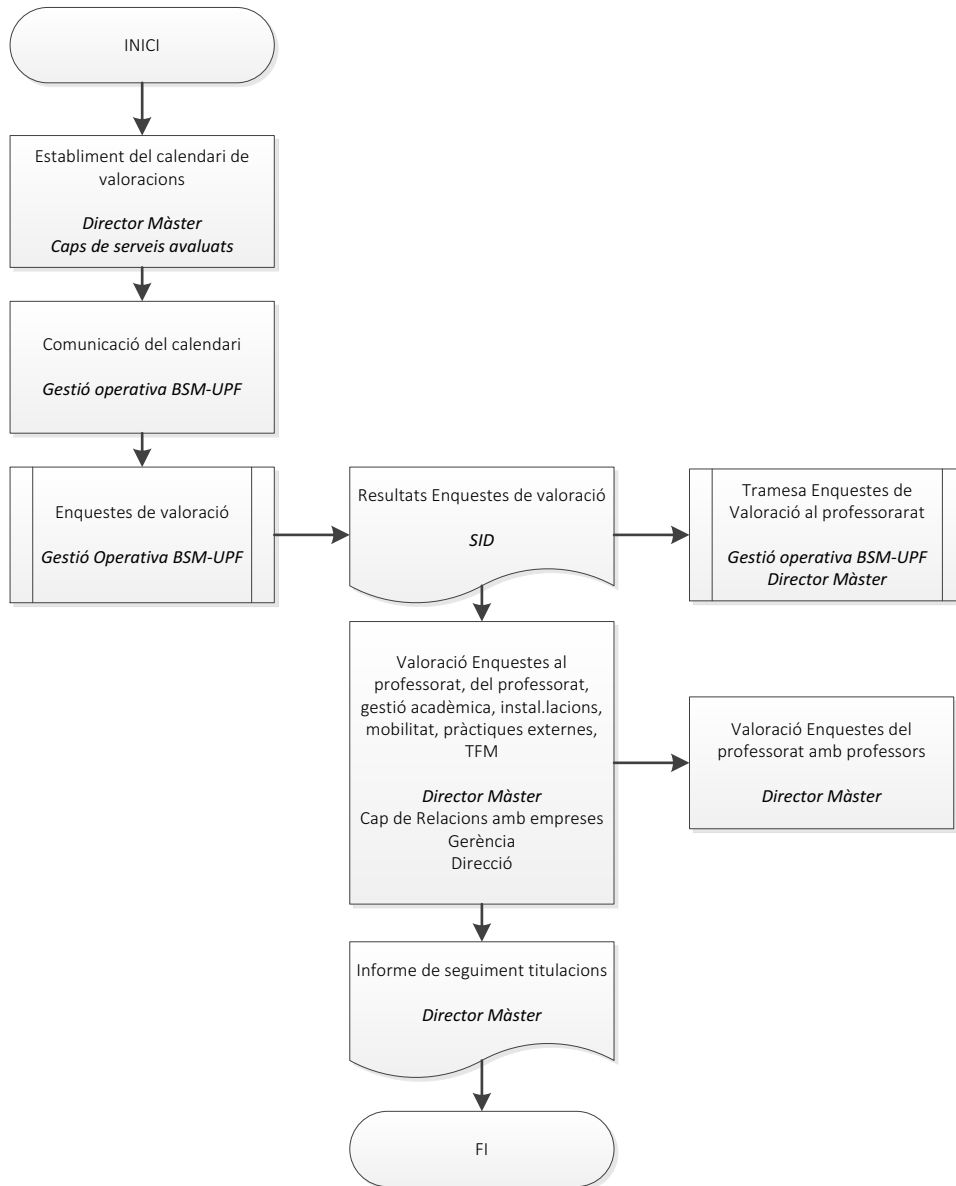 INICI
Establiment del calendari de
valoracions
Director Màster
Caps de serveis avaluats
Comunicació del calendari
Gestió operativa BSM-UPF
Enquestes de valoració
Gestió Operativa BSM-UPF
Resultats Enquestes de valoració
SID
Tramesa Enquestes de
Valoració al professorarat
Gestió operativa BSM-UPF
Director Màster
Valoració Enquestes al
professorat, del professorat,
gestió acadèmica, instal.lacions,
mobilitat, pràctiques externes,
TFM
Director Màster
Cap de Relacions amb empreses
Gerència
Direcció
Valoració Enquestes del
professorat amb professors
Director Màster
Informe de seguiment titulacions
Director Màster
FI